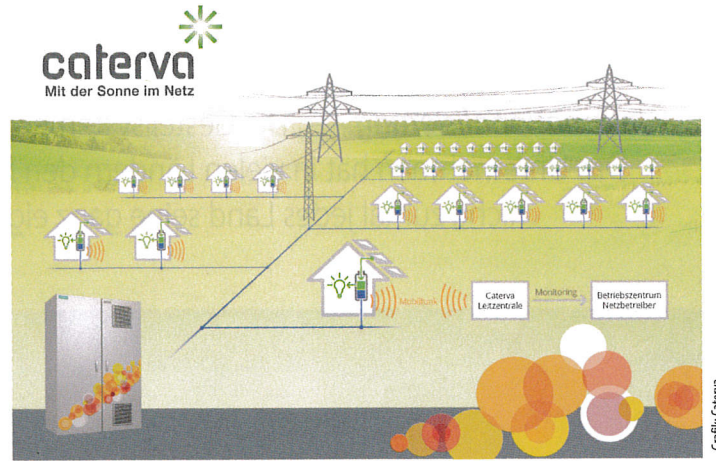 caterva
Mit der Sonne im Netz
Mobilfunk
Caterva
Leitzentrale
Monitoring
Betriebszentrum
Netzbetreiber
Grafik: Caterva